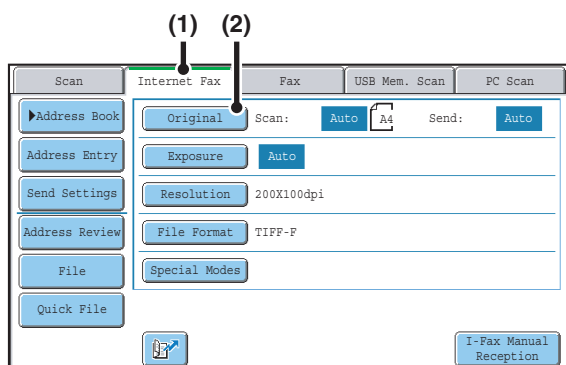 (1) (2)
Scan Internet Fax Fax USB Mem. Scan PC Scan
Address Book Original Scan: Auto A4 Send: Auto
Address Entry Exposure Auto
Send Settings Resolution 200X100dpi
Address Review File Format TIFF-F
File Special Modes
Quick File
I-Fax Manual
Reception